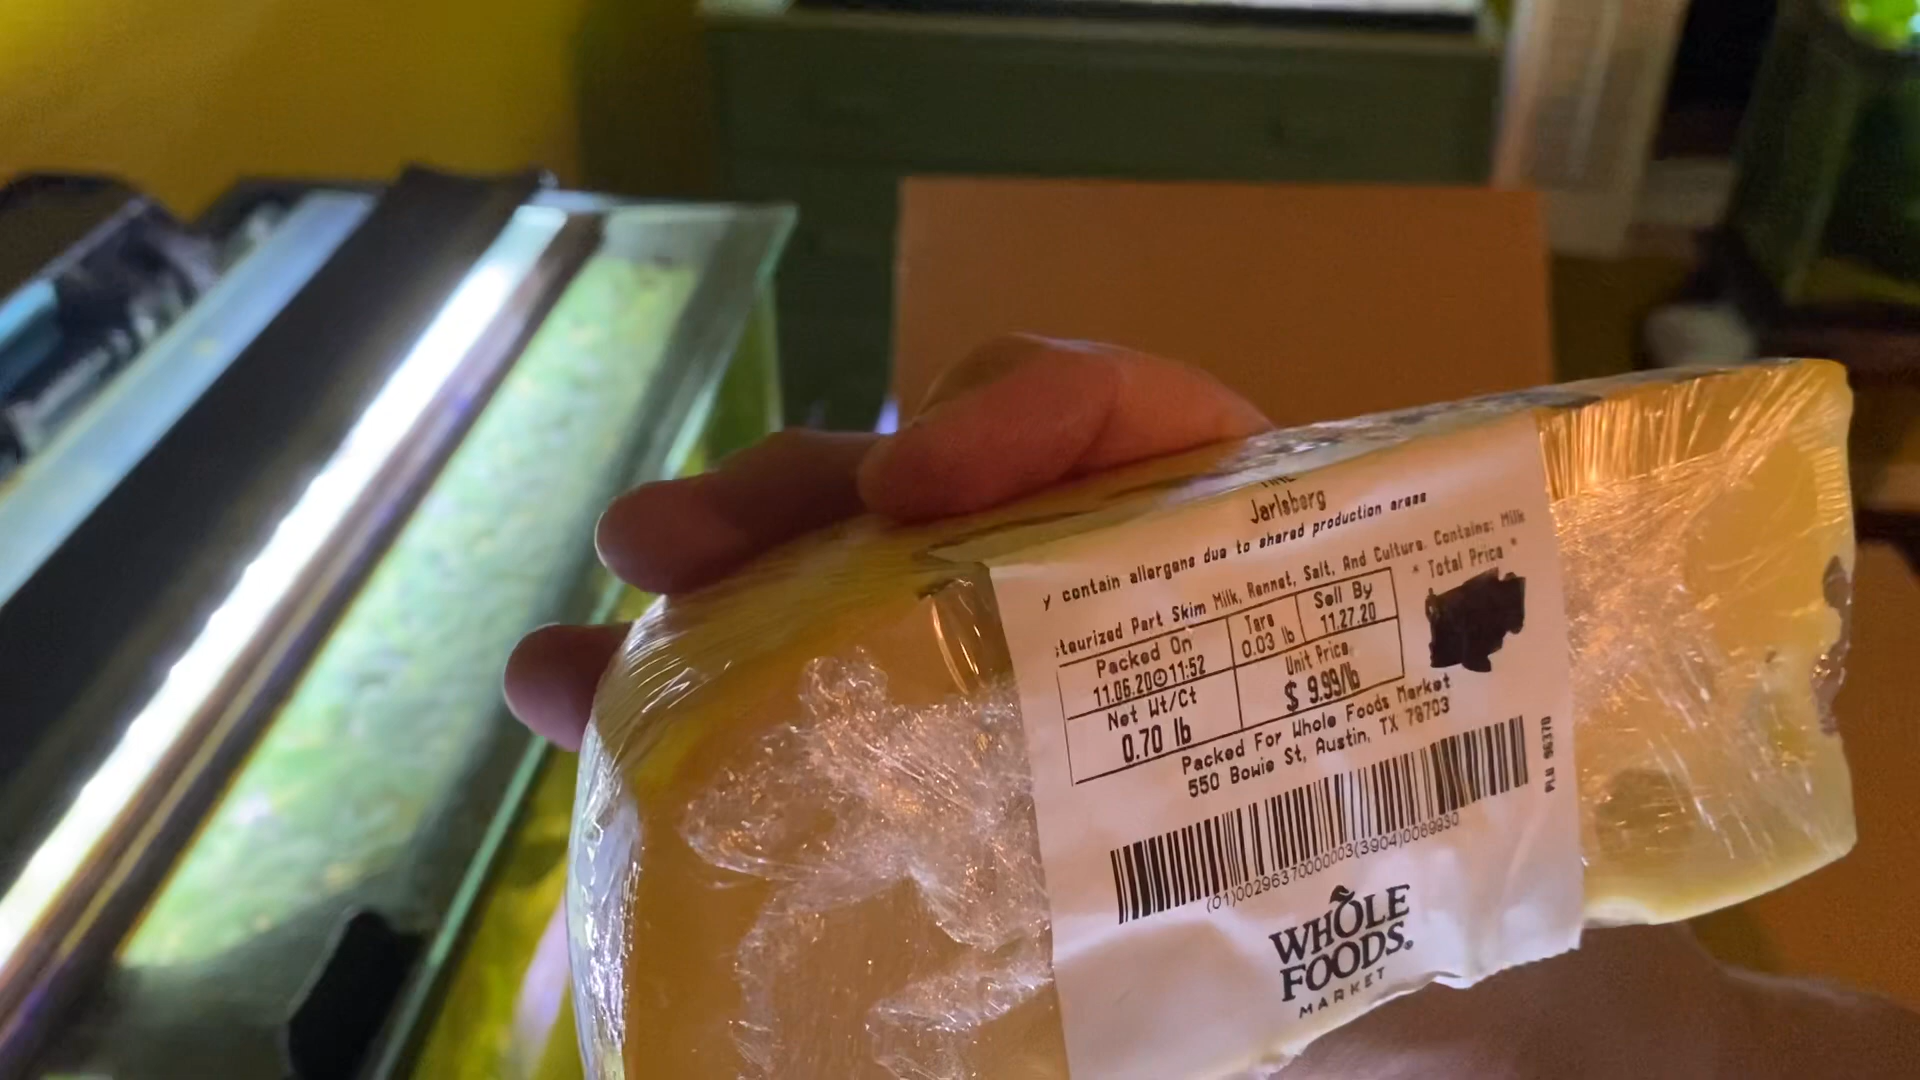 Jarlsberg
y contain allergens due to shared production areas
teurized Part Skim Milk, Rennet, Salt, And Culture. Contains: Milk
Packed On
11.06.20 11:52
Tare
0.03 lb
Sell By
11.27.20
* Total Price *
Net Wt/Ct
0.70 lb
Unit Price
$ 9.99/lb
Packed For Whole Foods Market
550 Bowie St, Austin, TX 78703
PLU 96370
(01)00296370000003(3904)0069930
WHOLE
FOODS
MARKET